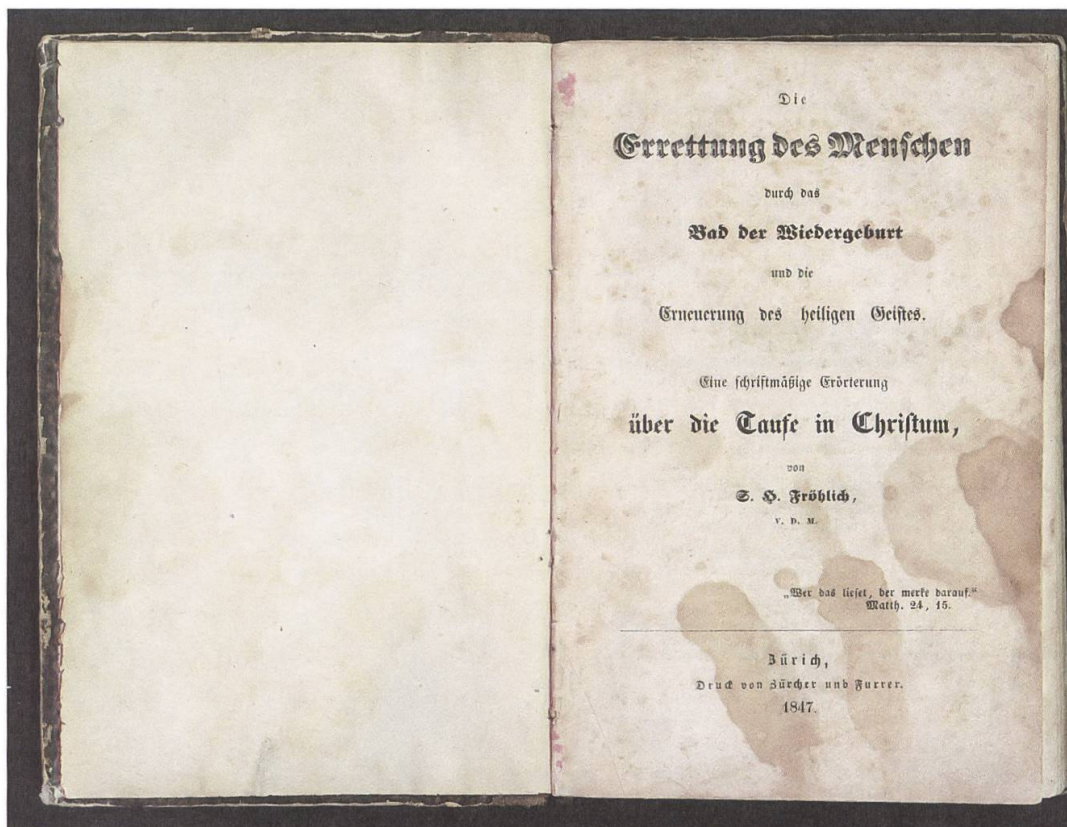 Die
Errettung des Menschen
durch das
Bad der Wiedergeburt
und die
Erneuerung des heiligen Geistes.
Eine schriftmäßige Erörterung
über die Taufe in Christum,
von
S. H. Fröhlich,
V. D. M.
„Wer das lieset, der merke darauf.“
Matth. 24, 15.
Zürich,
Druck von Zürcher und Furrer.
1847.